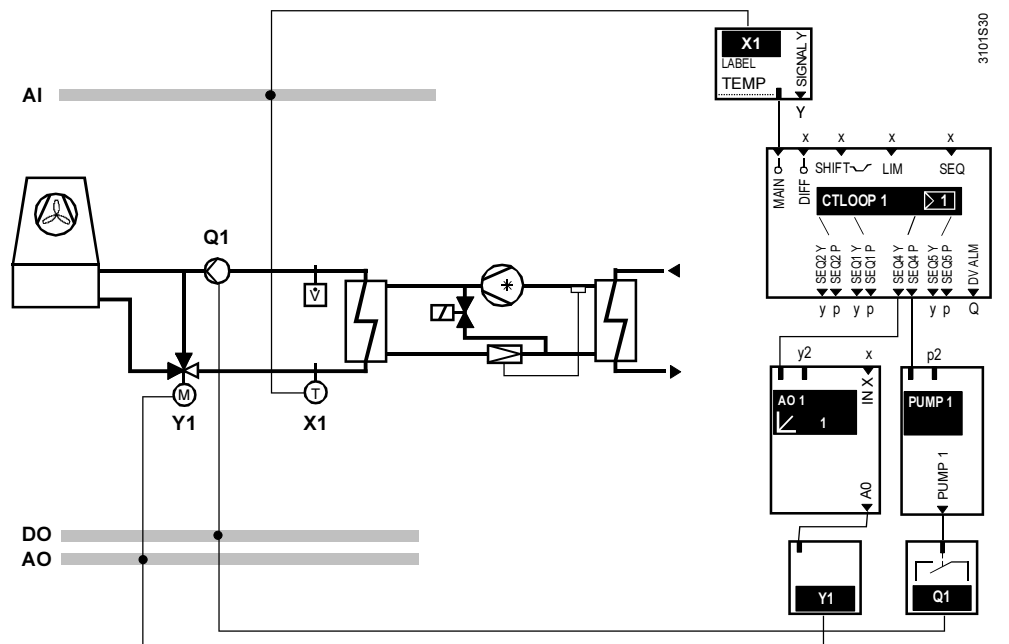 3101S30
X1
LABEL
TEMP
SIGNAL Y
Y
AI
x x x x
MAIN
DIFF
SHIFT
LIM
SEQ
CTLOOP 1
1
SEQ2 Y
SEQ2 P
SEQ1 Y
SEQ1 P
SEQ4 Y
SEQ4 P
SEQ5 Y
SEQ5 P
DV ALM
y p y p y p Q
Q1
V̇
M
Y1
T
X1
y2 x
p2
AO 1
1
IN X
A0
PUMP 1
PUMP 1
DO
AO
Y1
Q1